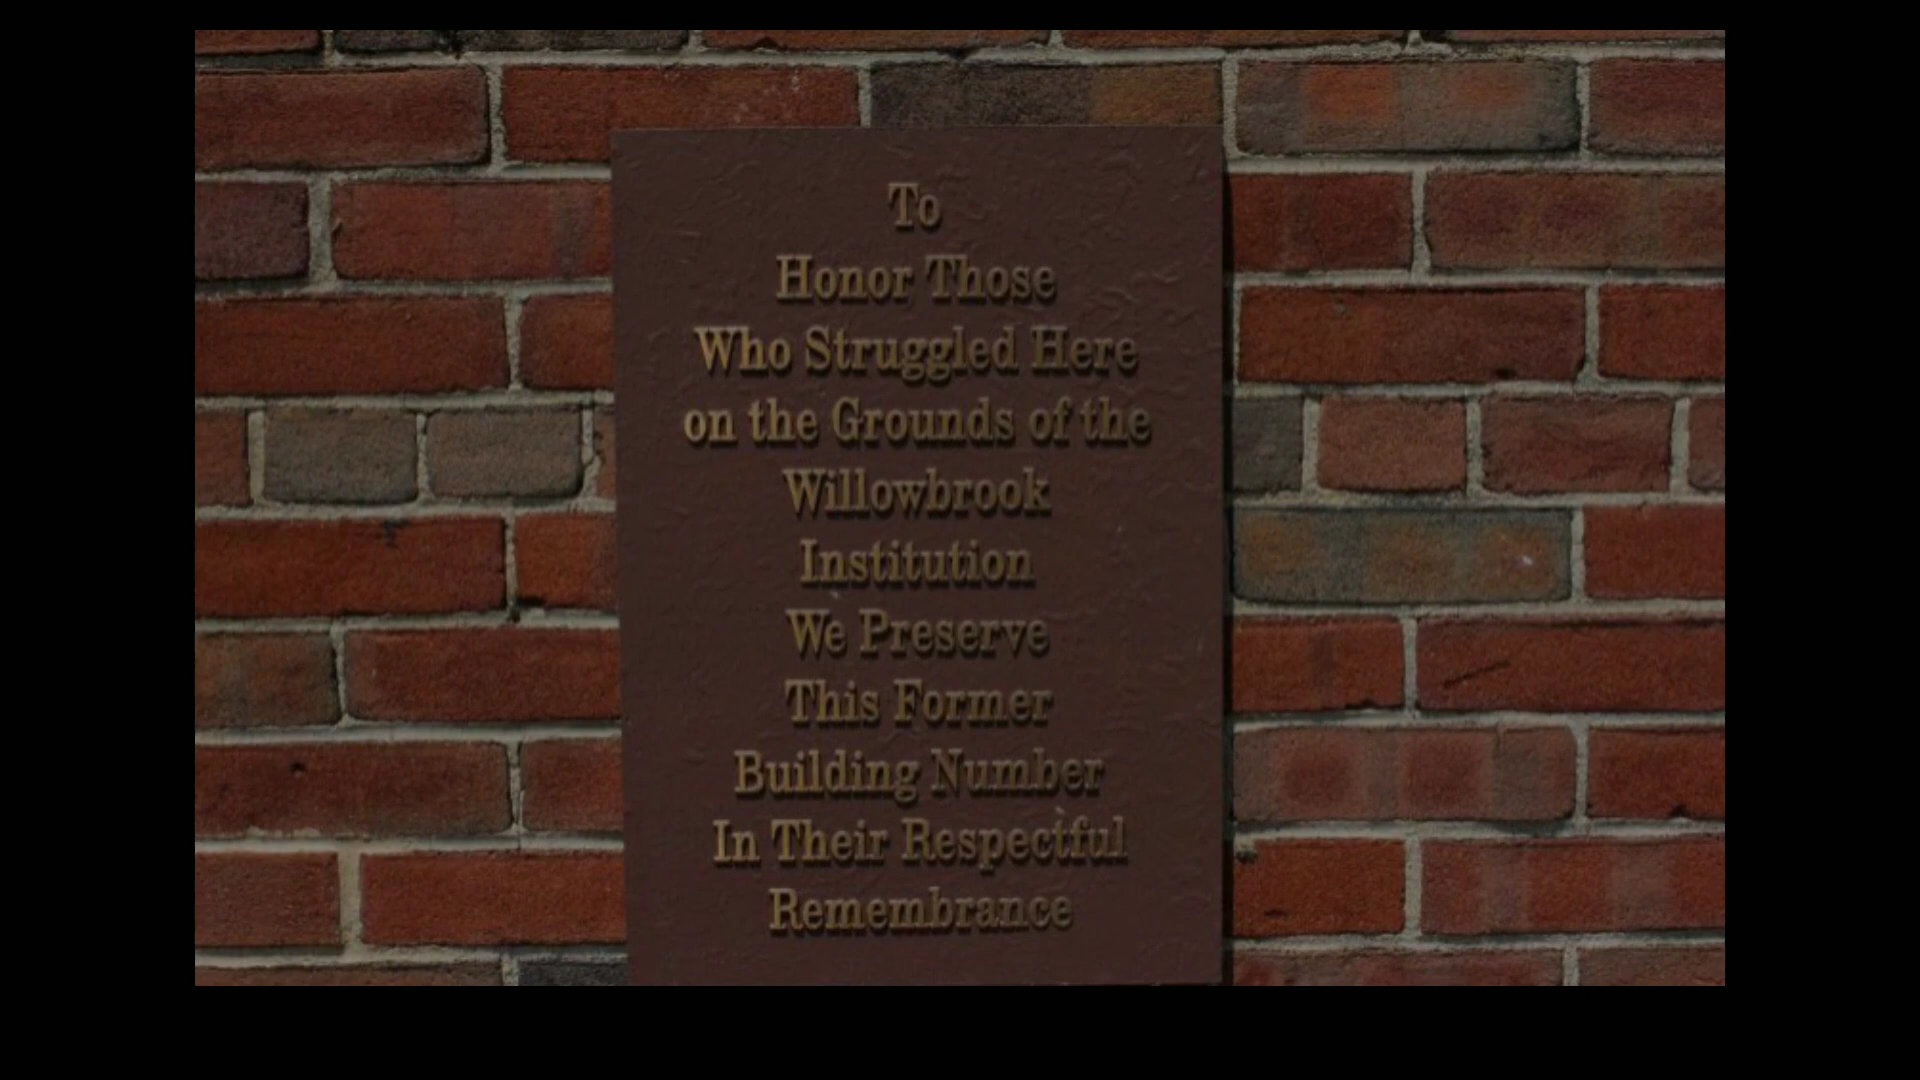 To
Honor Those
Who Struggled Here
on the Grounds of the
Willowbrook
Institution
We Preserve
This Former
Building Number
In Their Respectful
Remembrance